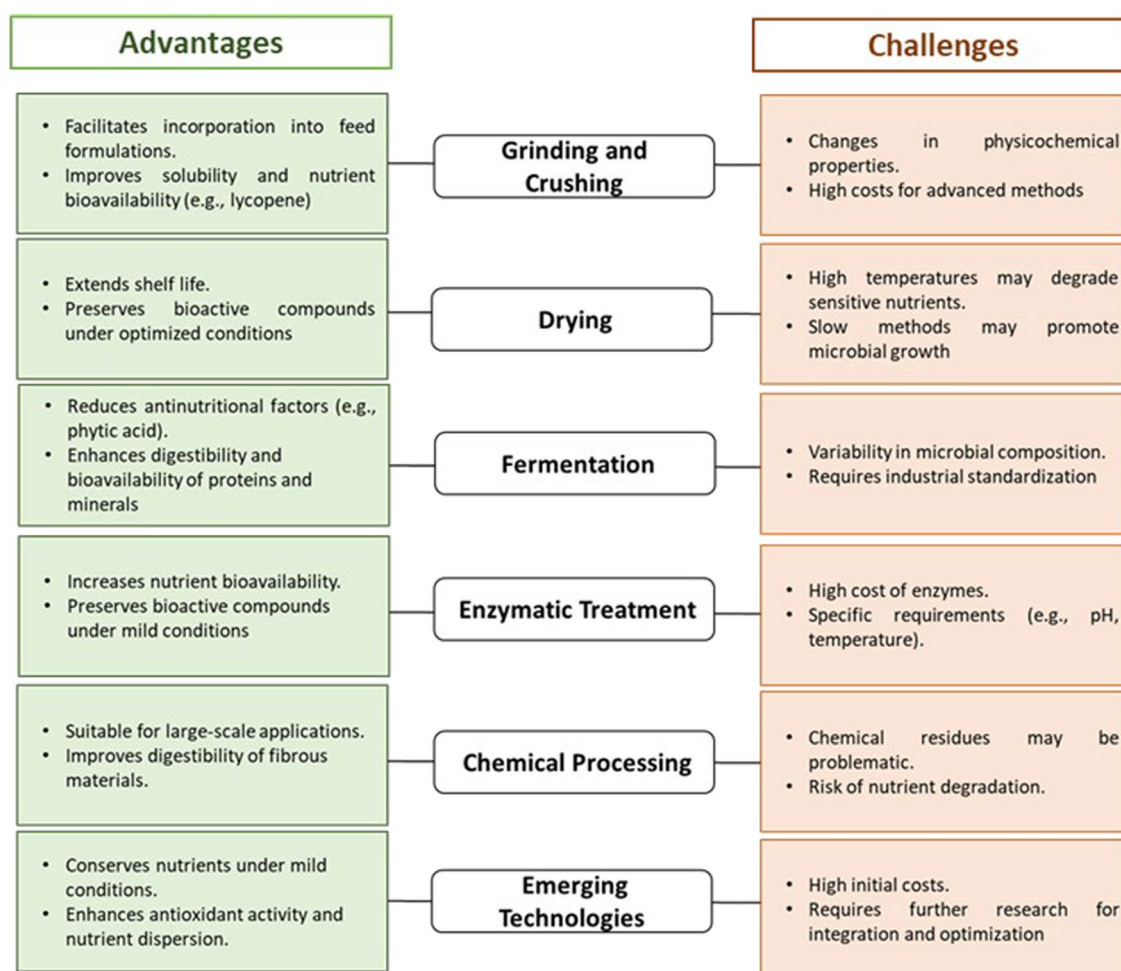 Advantages
Challenges
• Facilitates incorporation into feed
formulations.
• Improves solubility and nutrient
bioavailability (e.g., lycopene)
Grinding and
Crushing
• Changes in physicochemical
properties.
• High costs for advanced methods
• Extends shelf life.
• Preserves bioactive compounds
under optimized conditions
Drying
• High temperatures may degrade
sensitive nutrients.
• Slow methods may promote
microbial growth
• Reduces antinutritional factors (e.g.,
phytic acid).
• Enhances digestibility and
bioavailability of proteins and
minerals
Fermentation
• Variability in microbial composition.
• Requires industrial standardization
• Increases nutrient bioavailability.
• Preserves bioactive compounds
under mild conditions
Enzymatic Treatment
• High cost of enzymes.
• Specific requirements (e.g., pH,
temperature).
• Suitable for large-scale applications.
• Improves digestibility of fibrous
materials.
Chemical Processing
• Chemical residues may be
problematic.
• Risk of nutrient degradation.
• Conserves nutrients under mild
conditions.
• Enhances antioxidant activity and
nutrient dispersion.
Emerging
Technologies
• High initial costs.
• Requires further research for
integration and optimization